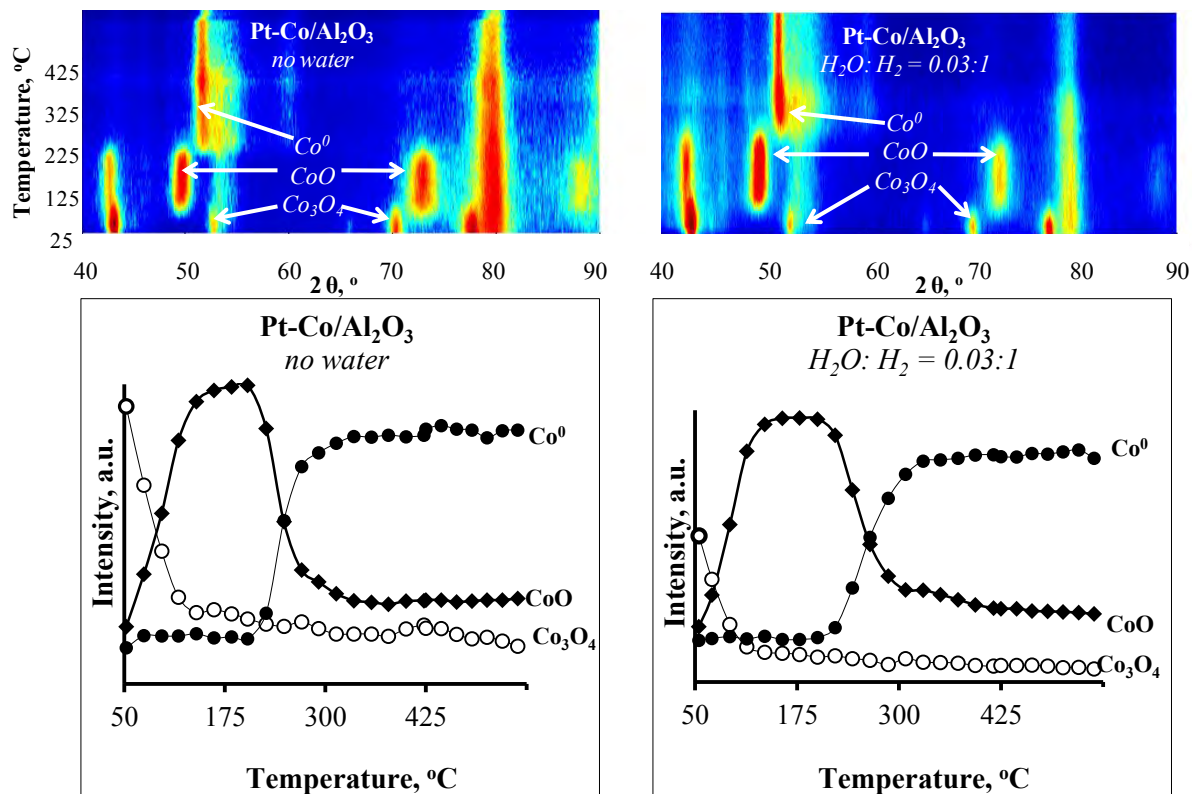 Pt-Co/Al₂O₃
no water
Temperature, ᵒC
425
325
225
125
25
Co⁰
CoO
Co₃O₄
40 50 60 70 80 90
2 θ, ᵒ
Pt-Co/Al₂O₃
H₂O: H₂ = 0.03:1
Co⁰
CoO
Co₃O₄
40 50 60 70 80 90
2 θ, ᵒ
Pt-Co/Al₂O₃
no water
Intensity, a.u.
Co⁰
CoO
Co₃O₄
50 175 300 425
Temperature, ᵒC
Pt-Co/Al₂O₃
H₂O: H₂ = 0.03:1
Intensity, a.u.
Co⁰
CoO
Co₃O₄
50 175 300 425
Temperature, ᵒC